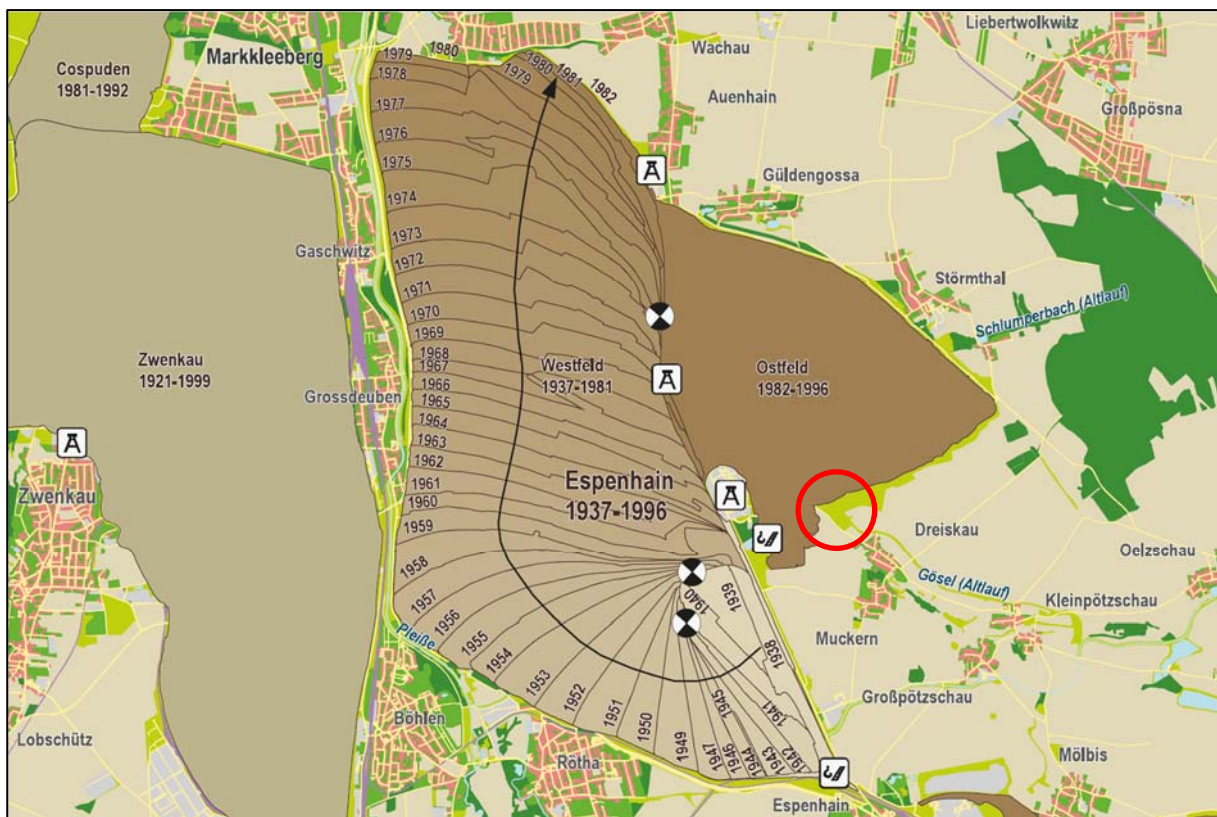 Cospuden
1981-1992
Markkleeberg
Liebertwolkwitz
Wachau
Auenhain
Großpösna
Güldengossa
Störmthal
Schlumperbach (Altlauf)
1979
1980
1978
1977
1976
1975
1974
1973
1972
1971
1970
1969
1968
1967
1966
1965
1964
1963
1962
1961
1960
1959
1958
1957
1956
1955
1954
1953
1952
1951
1950
1949
1947
1946
1944
1943
1942
1945
1941
1938
1939
1940
1979
1980
1981
1982
Gaschwitz
Zwenkau
1921-1999
Grossdeuben
Westfeld
1937-1981
Ostfeld
1982-1996
Espenhain
1937-1996
Zwenkau
Dreiskau
Oelzschau
Gösel (Altlauf)
Kleinpötzschau
Muckern
Pleiße
Großpötzschau
Böhlen
Lobschütz
Rötha
Mölbis
Espenhain